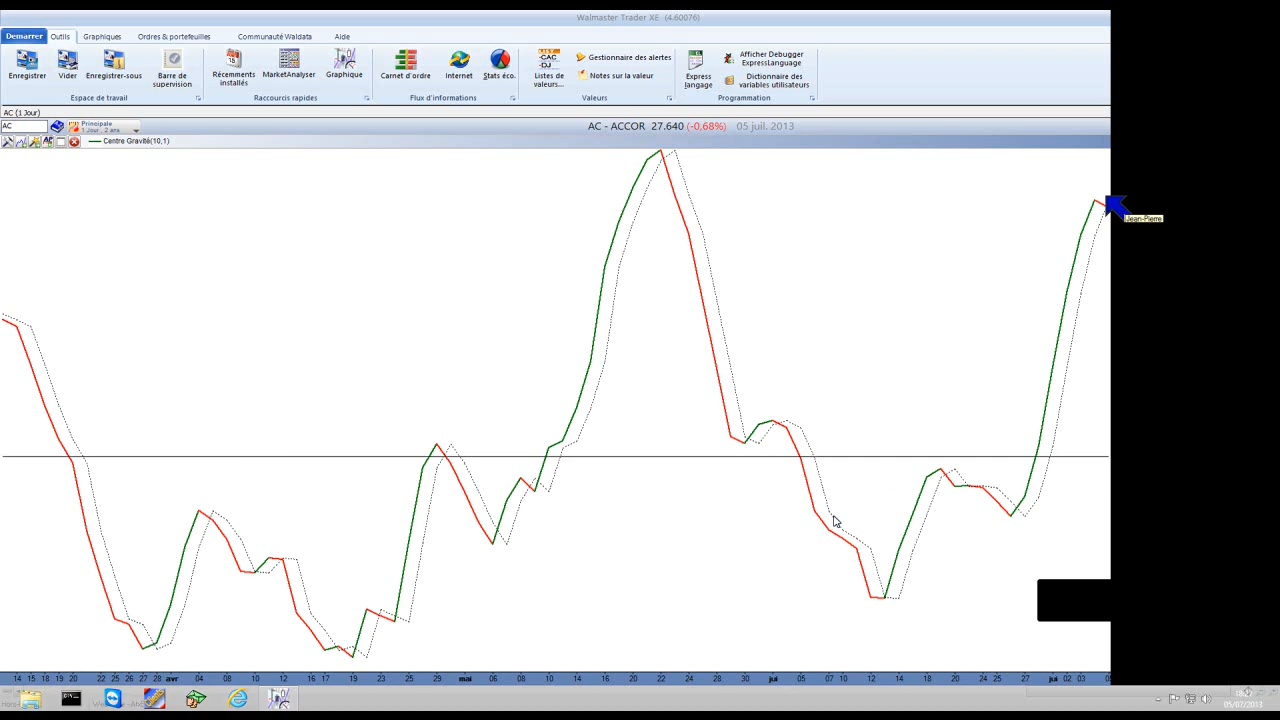 Walmaster Trader XE (4.60076)
Demarrer Outils Graphiques Ordres & portefeuilles Communauté Waldata Aide
Enregistrer Vider Enregistrer-sous Barre de supervision
Récemments installés MarketAnalyser Graphique
Carnet d'ordre Internet Stats éco.
Listes de valeurs... Gestionnaire des alertes
Notes sur la valeur
Express langage Afficher Debugger ExpressLanguage
Dictionnaire des variables utilisateurs
Espace de travail Raccourcis rapides Flux d'informations Valeurs Programmation
AC (1 Jour)
AC Principale
1 Jour, 2 ans
AC - ACCOR 27.640 (-0,68%) 05 juil. 2013
Centre Gravité(10,1)
Jean-Pierre
14 15 18 19 20 22 25 26 27 28 avr 04 08 10 12 16 17 19 23 25 29 mai 06 08 10 14 16 20 22 24 28 30 jui 05 07 10 12 14 18 20 24 25 27 jui 02 03
05/07/2013